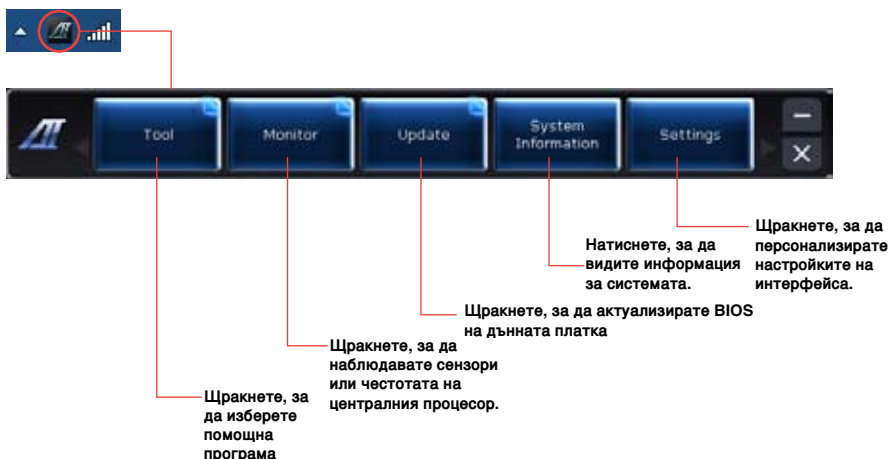 Tool
Monitor
Update
System
Information
Settings
Щракнете, за да
персонализирате
настройките на
интерфейса.
Натиснете, за да
видите информация
за системата.
Щракнете, за да актуализирате BIOS
на дънната платка
Щракнете, за да
наблюдавате сензори
или честотата на
централния процесор.
Щракнете, за
да изберете
помощна
програма